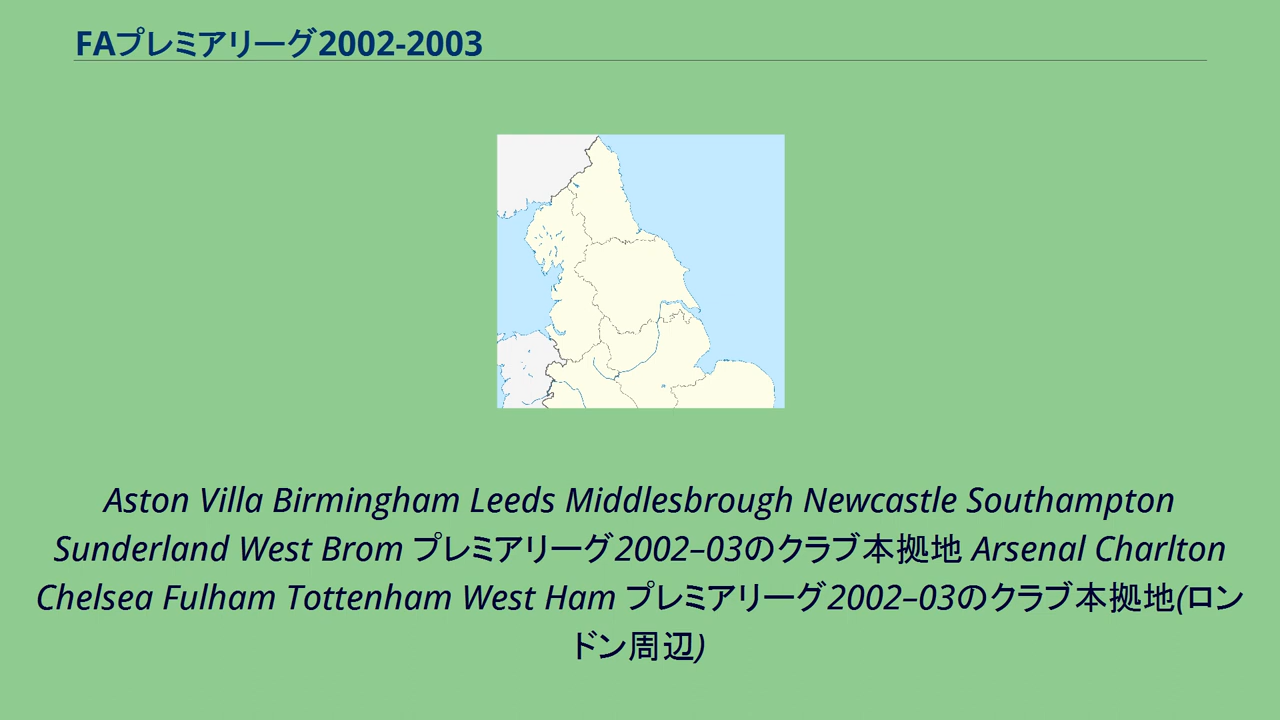 FAプレミアリーグ2002-2003
Aston Villa Birmingham Leeds Middlesbrough Newcastle Southampton
Sunderland West Brom プレミアリーグ2002–03のクラブ本拠地 Arsenal Charlton
Chelsea Fulham Tottenham West Ham プレミアリーグ2002–03のクラブ本拠地(ロン
ドン周辺)